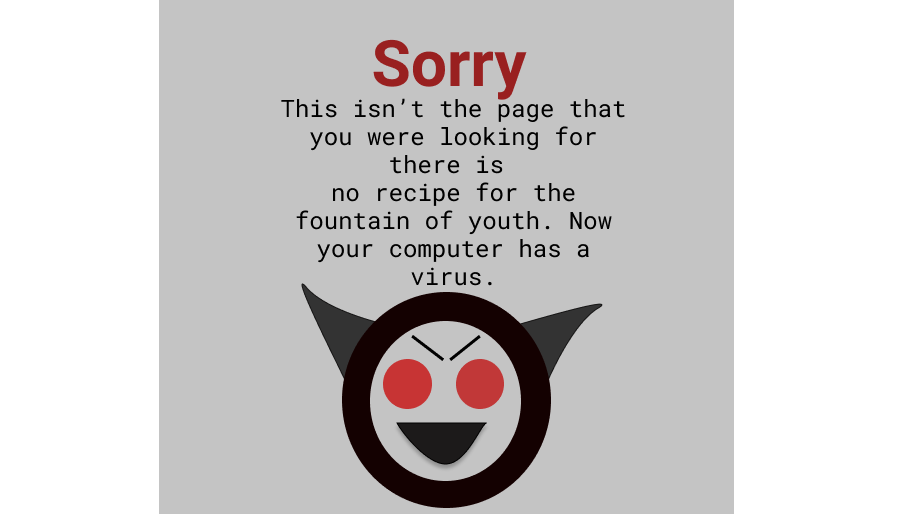 Sorry
This isn’t the page that
you were looking for
there is
no recipe for the
fountain of youth. Now
your computer has a
virus.